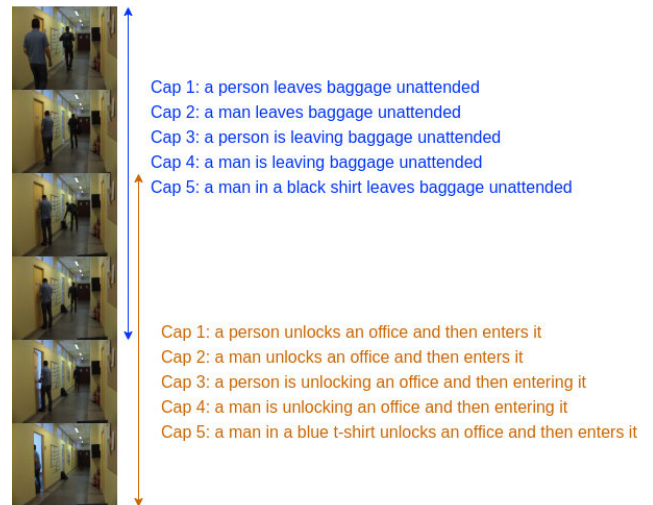 Cap 1: a person leaves baggage unattended
Cap 2: a man leaves baggage unattended
Cap 3: a person is leaving baggage unattended
Cap 4: a man is leaving baggage unattended
Cap 5: a man in a black shirt leaves baggage unattended
Cap 1: a person unlocks an office and then enters it
Cap 2: a man unlocks an office and then enters it
Cap 3: a person is unlocking an office and then entering it
Cap 4: a man is unlocking an office and then entering it
Cap 5: a man in a blue t-shirt unlocks an office and then enters it